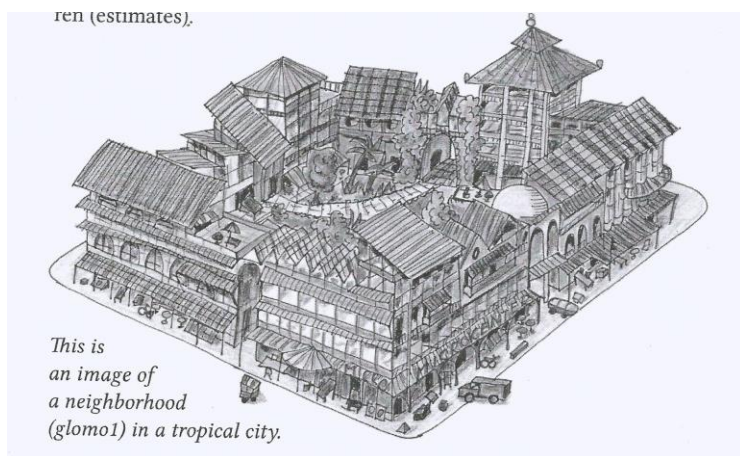 ren (estimates).
This is
an image of
a neighborhood
(glomo1) in a tropical city.